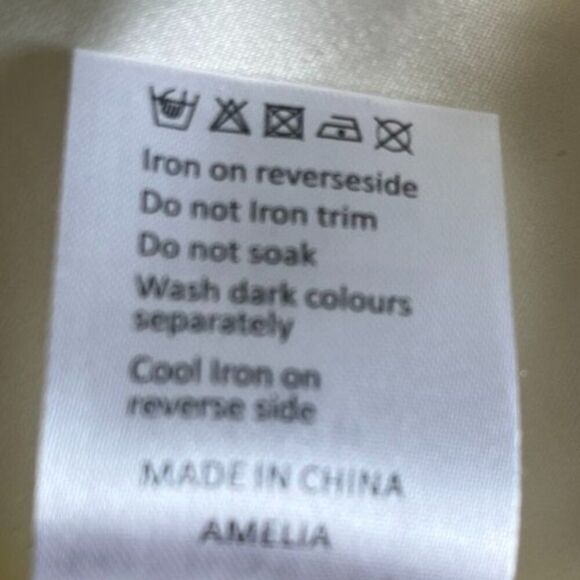 Iron on reverseside
Do not Iron trim
Do not soak
Wash dark colours
separately
Cool Iron on
reverse side
MADE IN CHINA
AMELIA